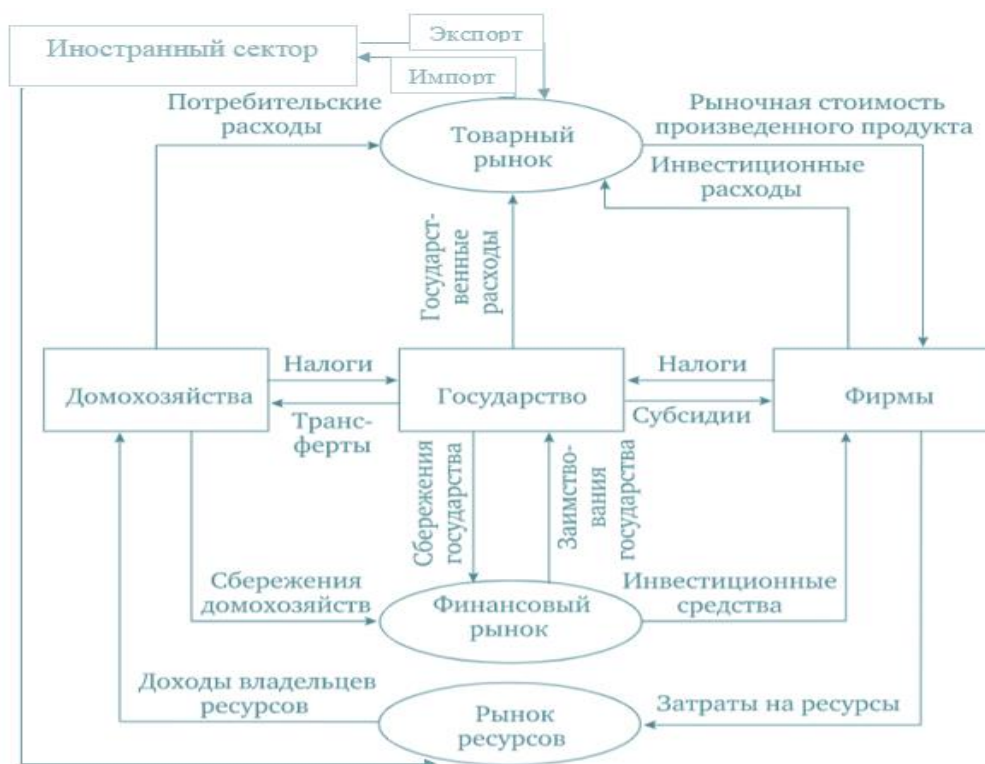 Иностранный сектор
Экспорт
Импорт
Потребительские
расходы
Товарный
рынок
Рыночная стоимость
произведенного продукта
Инвестиционные
расходы
Государст-
венные
расходы
Домохозяйства
Налоги
Транс-
ферты
Государство
Налоги
Субсидии
Фирмы
Сбережения
государства
Заимство-
вания
государства
Сбережения
домохозяйств
Финансовый
рынок
Инвестиционные
средства
Доходы владельцев
ресурсов
Рынок
ресурсов
Затраты на ресурсы